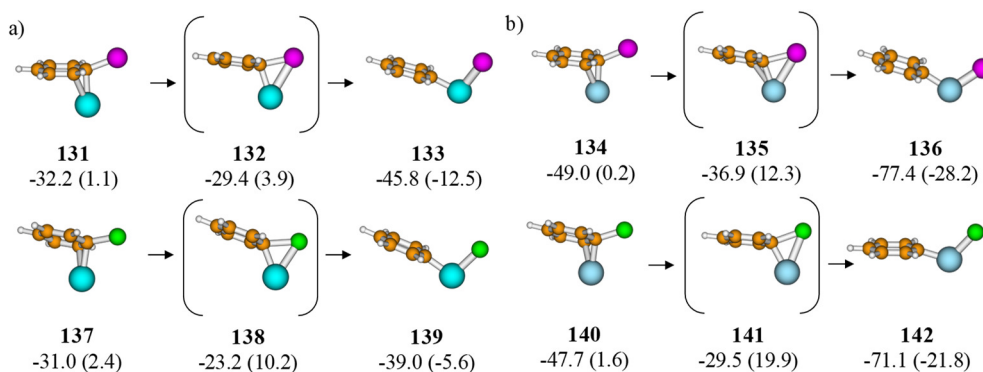 a)
b)
131 132 133 134 135 136
-32.2 (1.1) -29.4 (3.9) -45.8 (-12.5) -49.0 (0.2) -36.9 (12.3) -77.4 (-28.2)
137 138 139 140 141 142
-31.0 (2.4) -23.2 (10.2) -39.0 (-5.6) -47.7 (1.6) -29.5 (19.9) -71.1 (-21.8)